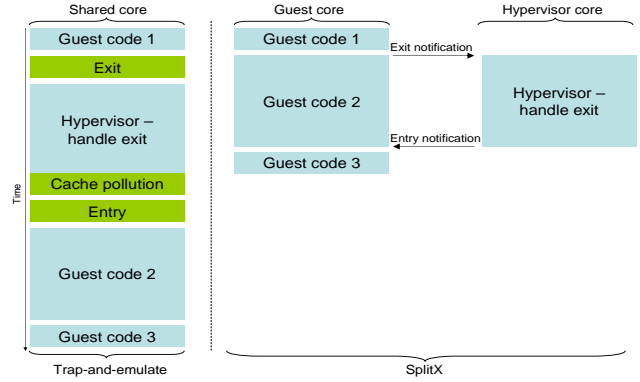 Shared core
Guest core
Hypervisor core
Guest code 1
Exit
Hypervisor –
handle exit
Cache pollution
Entry
Guest code 2
Guest code 3
Time
Guest code 1
Exit notification
Guest code 2
Hypervisor –
handle exit
Entry notification
Guest code 3
Trap-and-emulate
SplitX